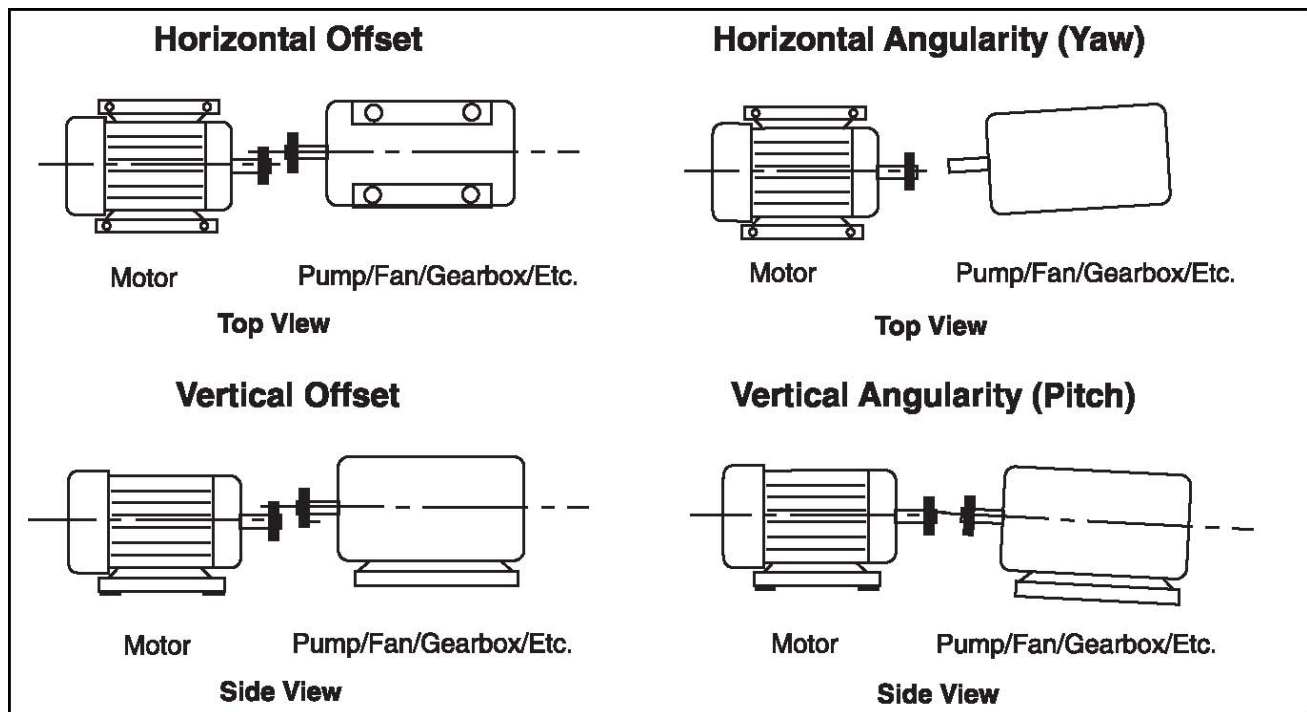 Horizontal Offset
Motor
Pump/Fan/Gearbox/Etc.
Top VIew
Horizontal Angularity (Yaw)
Motor
Pump/Fan/Gearbox/Etc.
Top View
Vertical Offset
Motor
Pump/Fan/Gearbox/Etc.
Side View
Vertical Angularity (Pitch)
Motor
Pump/Fan/Gearbox/Etc.
Side View